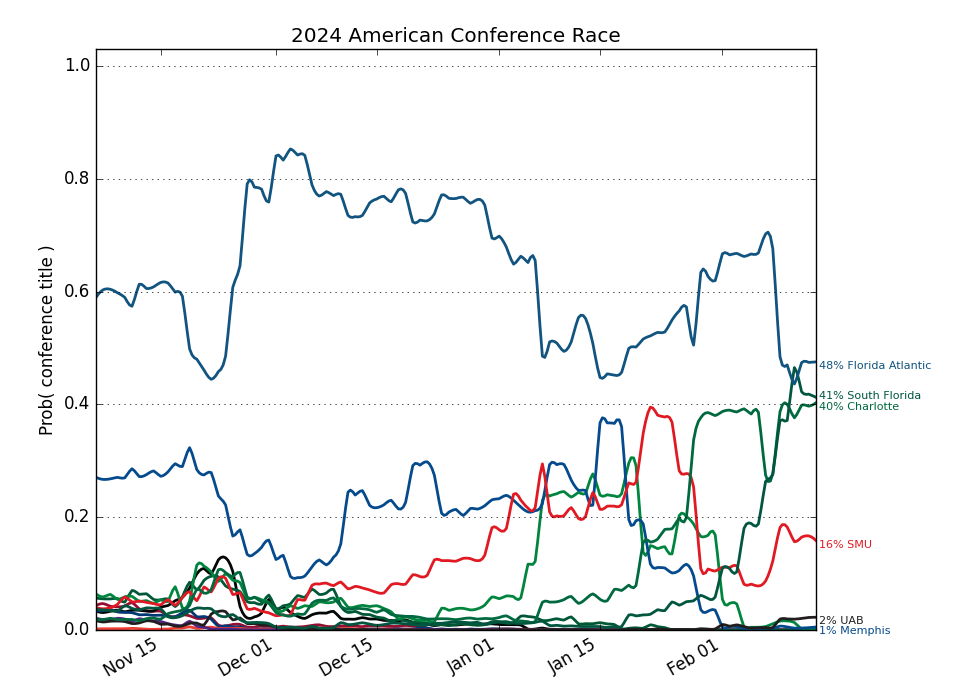 2024 American Conference Race
Prob( conference title )
1.0
0.8
0.6
0.4
0.2
0.0
48% Florida Atlantic
41% South Florida
40% Charlotte
16% SMU
2% UAB
1% Memphis
Nov 15
Dec 01
Dec 15
Jan 01
Jan 15
Feb 01